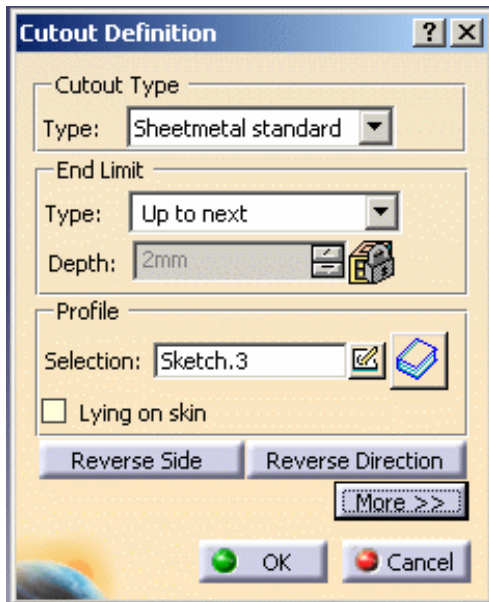 Cutout Definition
Cutout Type
Type: Sheetmetal standard
End Limit
Type: Up to next
Depth: 2mm
Profile
Selection: Sketch.3
Lying on skin
Reverse Side Reverse Direction
More >>
OK Cancel